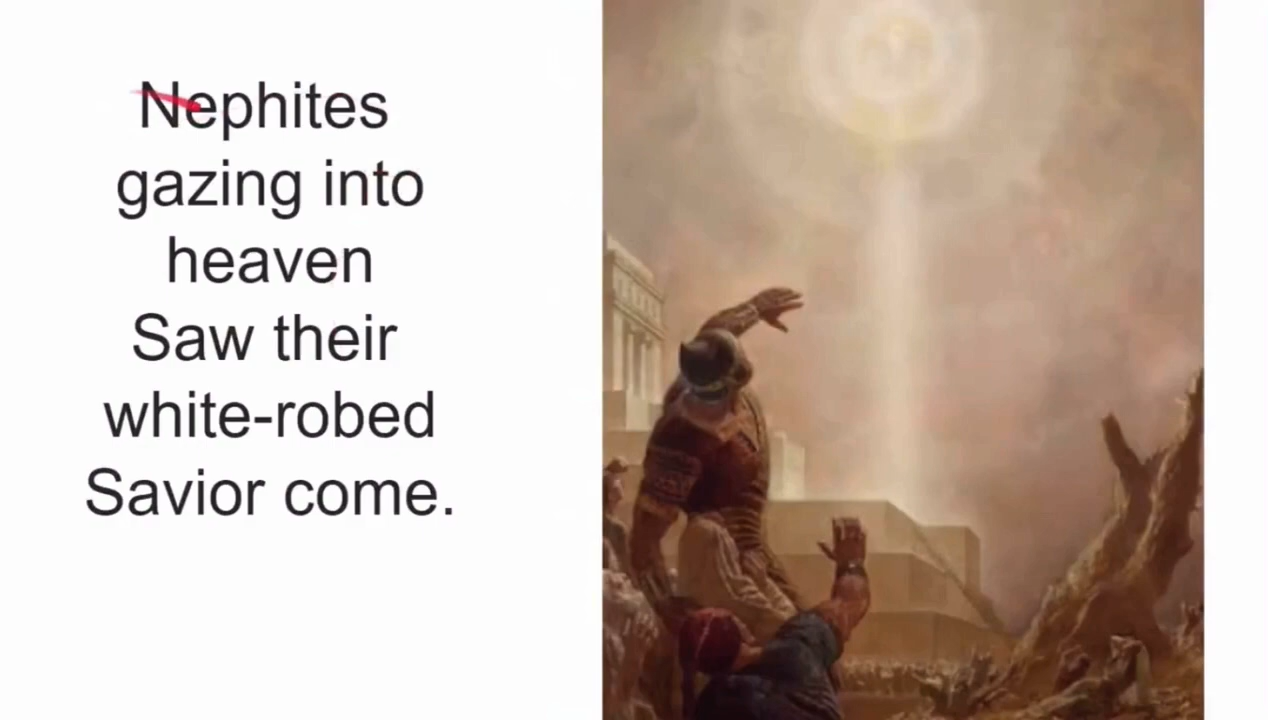 Nephites
gazing into
heaven
Saw their
white-robed
Savior come.